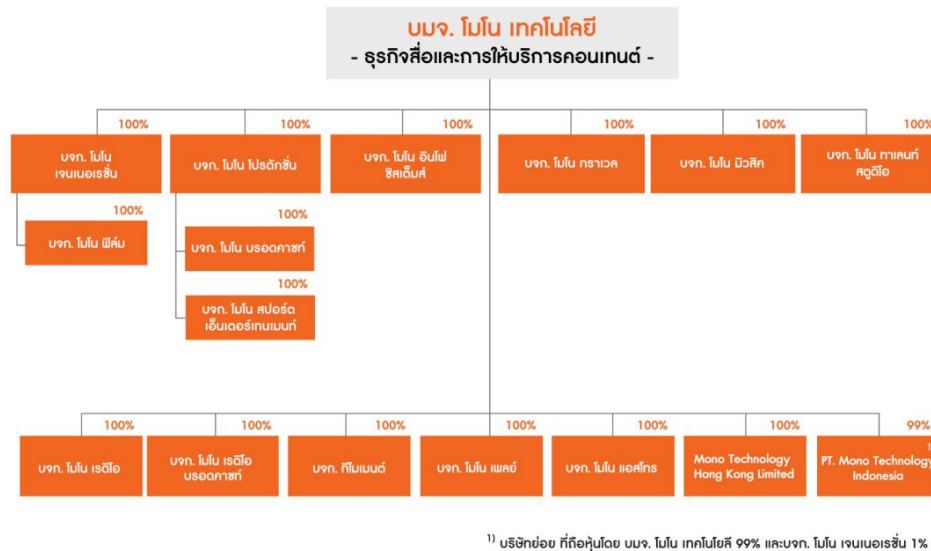 บมจ. โมโน เทคโนโลยี
- ธุรกิจสื่อและการให้บริการคอนเทนต์ -
100% 100% 100% 100% 100% 100%
บจก. โมโน
เจนเนอเรชั่น
บจก. โมโน โปรดักชั่น
บจก. โมโน อินโฟ
ซิสเต็มส์
บจก. โมโน ทราเวล
บจก. โมโน มิวสิค
บจก. โมโน ทาเลนท์
สตูดิโอ
100%
บจก. โมโน ฟิล์ม
100%
บจก. โมโน บรอดคาซท์
100%
บจก. โมโน สปอร์ต
เอ็นเตอร์เทนเมนท์
100% 100% 100% 100% 100% 100% 99%
บจก. โมโน เรดิโอ
บจก. โมโน เรดิโอ
บรอดคาซท์
บจก. ทีโมเมนต์
บจก. โมโน เพลย์
บจก. โมโน แอสโทร
Mono Technology
Hong Kong Limited
1)
PT. Mono Technology
Indonesia
1) บริษัทย่อย ที่ถือหุ้นโดย บมจ. โมโน เทคโนโยลี 99% และบจก. โมโน เจนเนอเรชั่น 1%